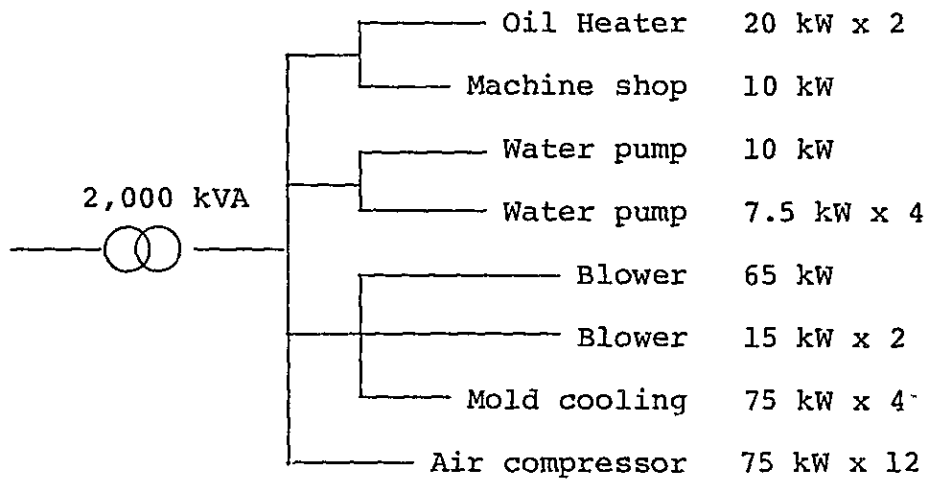 Oil Heater 20 kW x 2
Machine shop 10 kW
Water pump 10 kW
2,000 kVA
Water pump 7.5 kW x 4
Blower 65 kW
Blower 15 kW x 2
Mold cooling 75 kW x 4
Air compressor 75 kW x 12